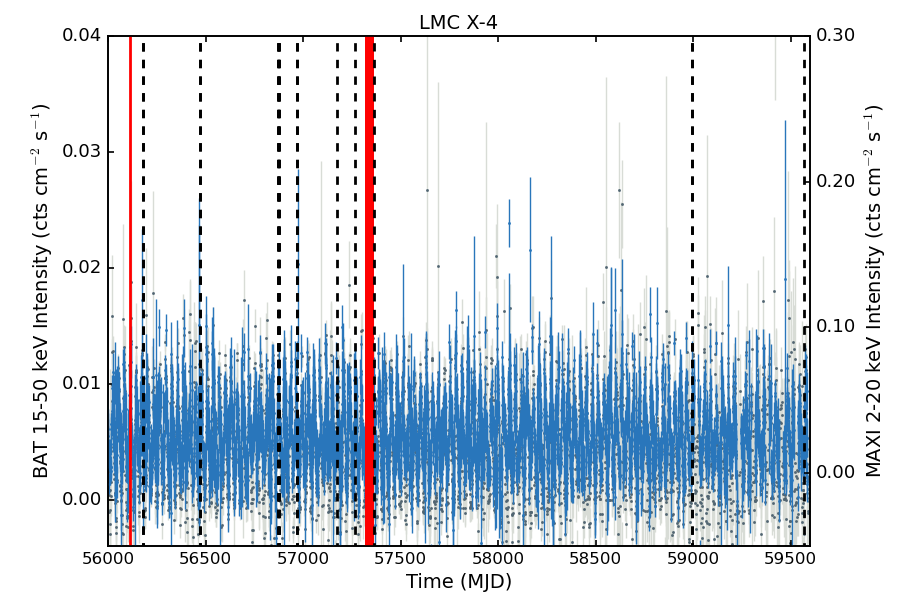 LMC X-4
0.04
0.03
0.02
0.01
0.00
BAT 15-50 keV Intensity (cts cm⁻² s⁻¹)
0.30
0.20
0.10
0.00
MAXI 2-20 keV Intensity (cts cm⁻² s⁻¹)
56000 56500 57000 57500 58000 58500 59000 59500
Time (MJD)